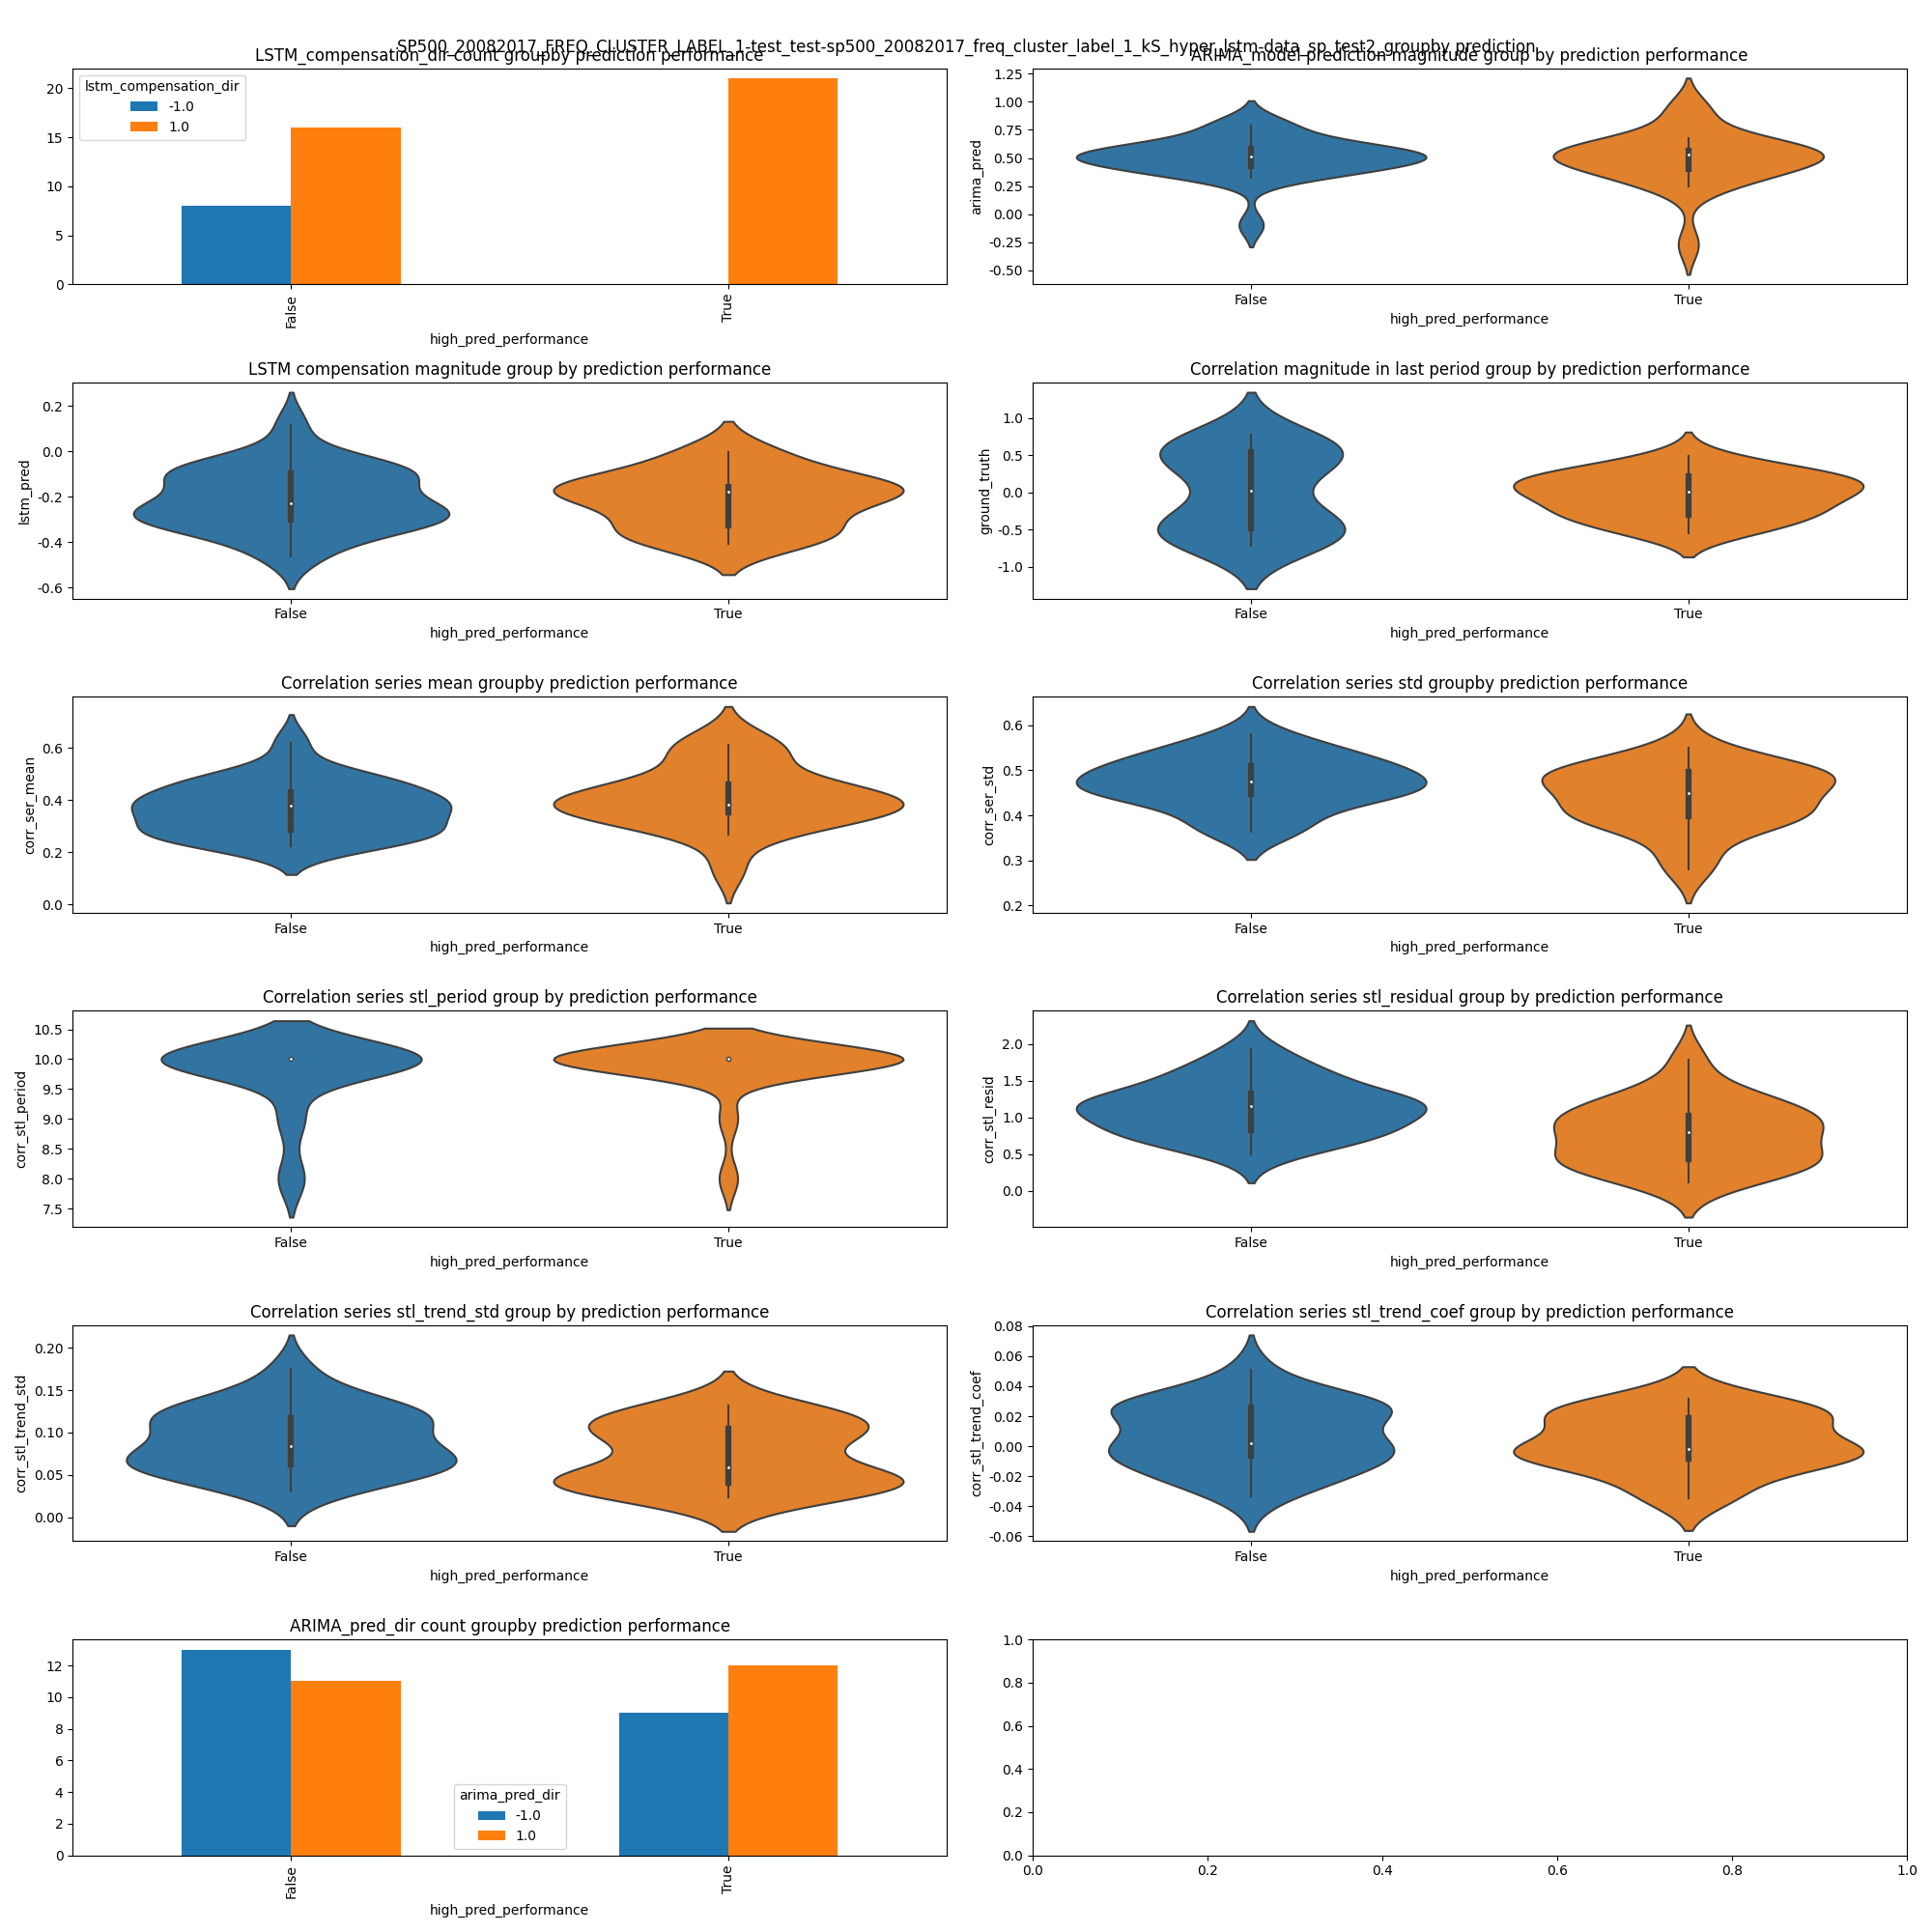 SP500_20082017_FREQ_CLUSTER_LABEL_1-test_test-sp500_20082017_freq_cluster_label_1_kS_hyper_lstm-data_sp_test2_groupby prediction
LSTM_compensation_dir count groupby prediction performance
lstm_compensation_dir
-1.0
1.0
20
15
10
5
0
False
True
high_pred_performance
ARIMA_model prediction magnitude group by prediction performance
arima_pred
1.25
1.00
0.75
0.50
0.25
0.00
-0.25
-0.50
False
True
high_pred_performance
LSTM compensation magnitude group by prediction performance
lstm_pred
0.2
0.0
-0.2
-0.4
-0.6
False
True
high_pred_performance
Correlation magnitude in last period group by prediction performance
ground_truth
1.0
0.5
0.0
-0.5
-1.0
False
True
high_pred_performance
Correlation series mean groupby prediction performance
corr_ser_mean
0.6
0.4
0.2
0.0
False
True
high_pred_performance
Correlation series std groupby prediction performance
corr_ser_std
0.6
0.5
0.4
0.3
0.2
False
True
high_pred_performance
Correlation series stl_period group by prediction performance
corr_stl_period
10.5
10.0
9.5
9.0
8.5
8.0
7.5
False
True
high_pred_performance
Correlation series stl_residual group by prediction performance
corr_stl_resid
2.0
1.5
1.0
0.5
0.0
False
True
high_pred_performance
Correlation series stl_trend_std group by prediction performance
corr_stl_trend_std
0.20
0.15
0.10
0.05
0.00
False
True
high_pred_performance
Correlation series stl_trend_coef group by prediction performance
corr_stl_trend_coef
0.08
0.06
0.04
0.02
0.00
-0.02
-0.04
-0.06
False
True
high_pred_performance
ARIMA_pred_dir count groupby prediction performance
12
10
8
6
4
2
0
arima_pred_dir
-1.0
1.0
False
True
high_pred_performance
1.0
0.8
0.6
0.4
0.2
0.0
0.0
0.2
0.4
0.6
0.8
1.0